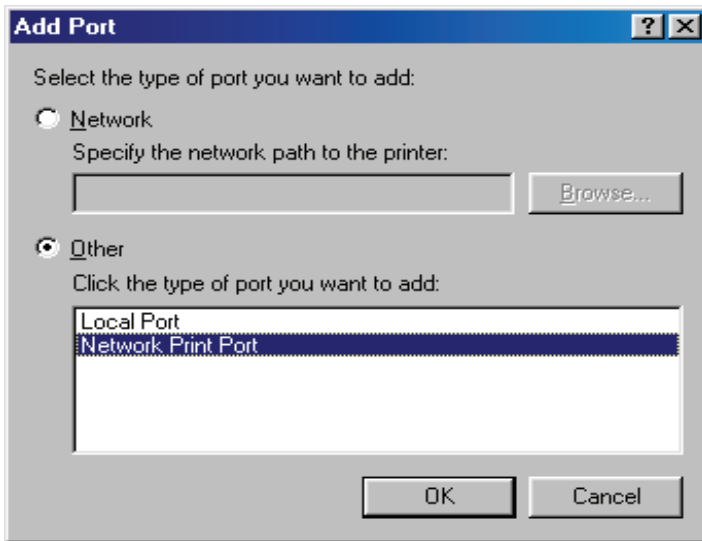 Add Port
Select the type of port you want to add:
Network
Specify the network path to the printer:
Browse...
Other
Click the type of port you want to add:
Local Port
Network Print Port
OK Cancel